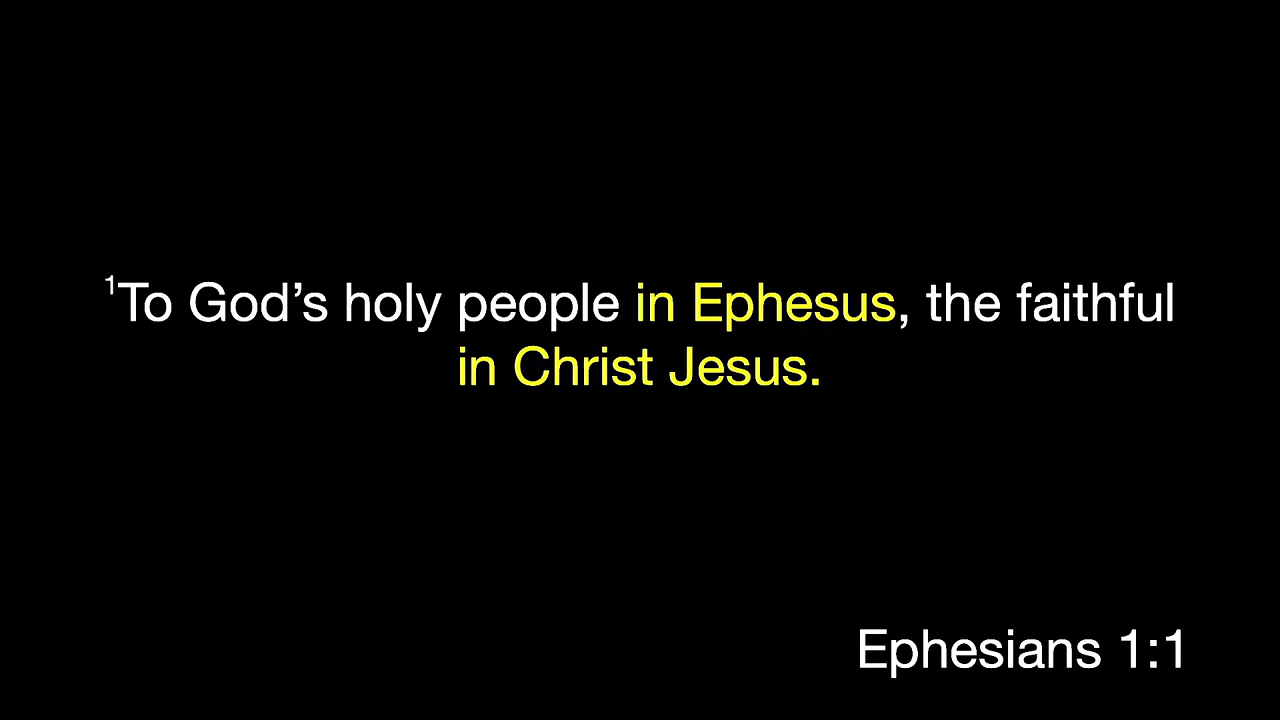 ¹To God’s holy people in Ephesus, the faithful
in Christ Jesus.
Ephesians 1:1